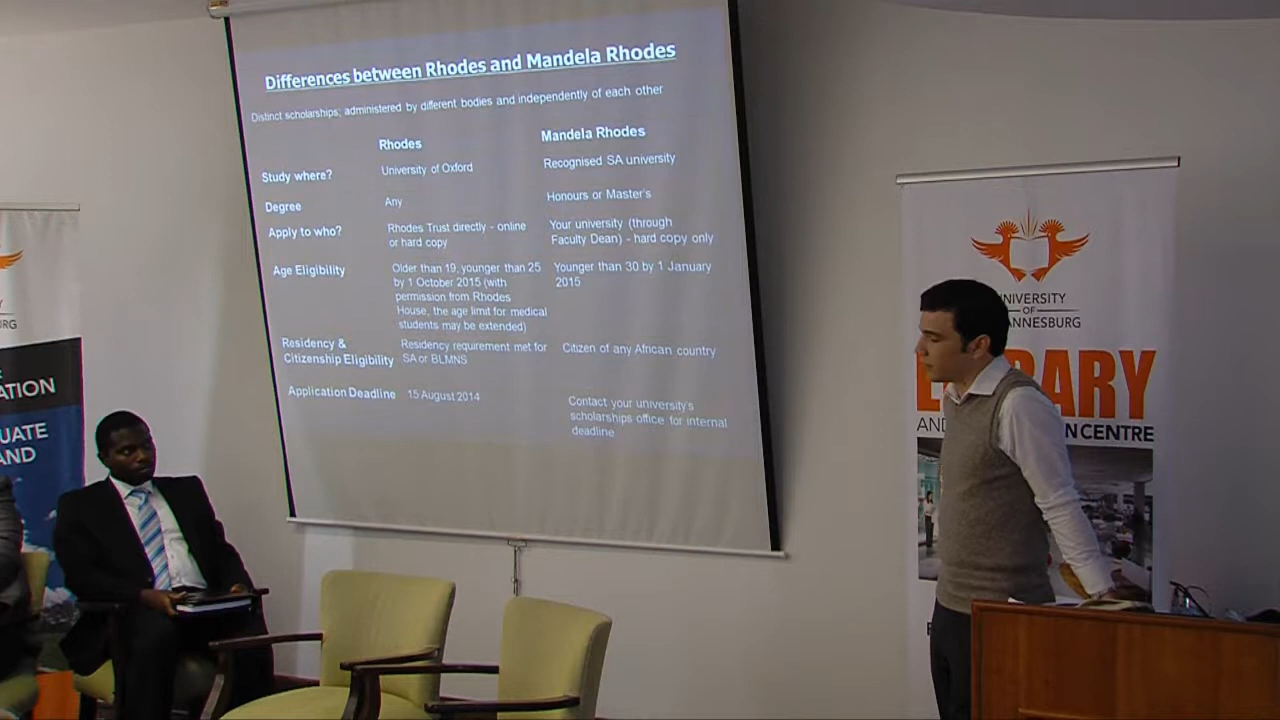 Differences between Rhodes and Mandela Rhodes
Distinct scholarships; administered by different bodies and independently of each other
Rhodes
Mandela Rhodes
Study where?
University of Oxford
Recognised SA university
Degree
Any
Honours or Master's
Apply to who?
Rhodes Trust directly - online
or hard copy
Your university (through
Faculty Dean) - hard copy only
Age Eligibility
Older than 19, younger than 25
by 1 October 2015 (with
permission from Rhodes
House, the age limit for medical
students may be extended)
Younger than 30 by 1 January
2015
Residency &
Citizenship Eligibility
Residency requirement met for
SA or BLMNS
Citizen of any African country
Application Deadline
15 August 2014
Contact your university's
scholarships office for internal
deadline
UNIVERSITY
OF
ANNESBURG
RARY
AND
N CENTRE
Y
RG
ATION
UATE
AND